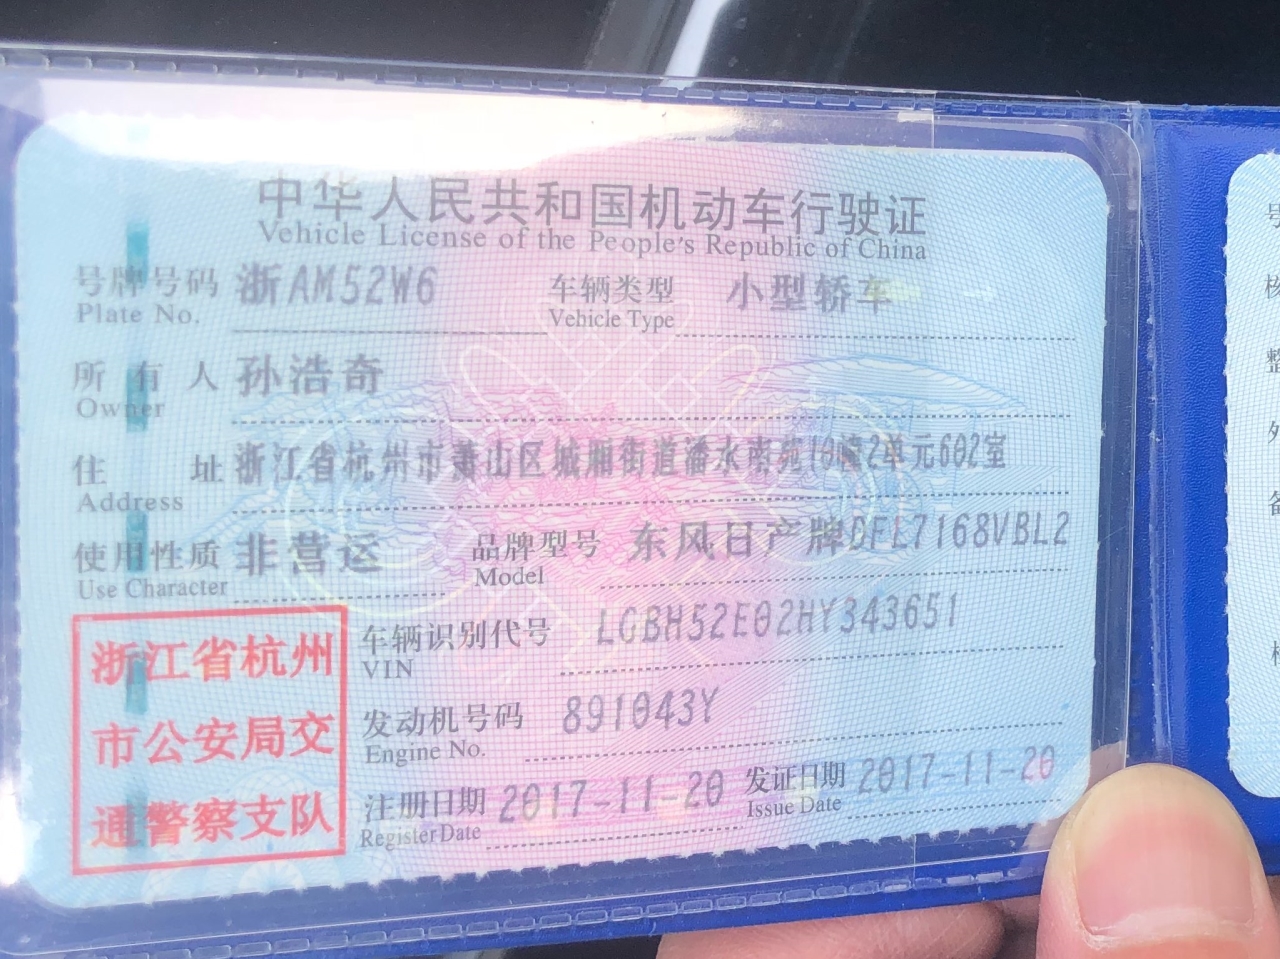 中华人民共和国机动车行驶证
Vehicle License of the People's Republic of China
号牌号码 浙AM52W6 车辆类型 小型轿车
Plate No. Vehicle Type
所有人 孙浩奇
Owner
住址 浙江省杭州市萧山区城厢街道潘水南苑10幢2单元602室
Address
使用性质 非营运 品牌型号 东风日产牌DFL7168VBL2
Use Character Model
车辆识别代号 LGBH52E02HY343651
VIN
发动机号码 891043Y
Engine No.
注册日期 2017-11-20 发证日期 2017-11-20
Register Date Issue Date
浙江省杭州
市公安局交
通警察支队
号
核
整
外
备